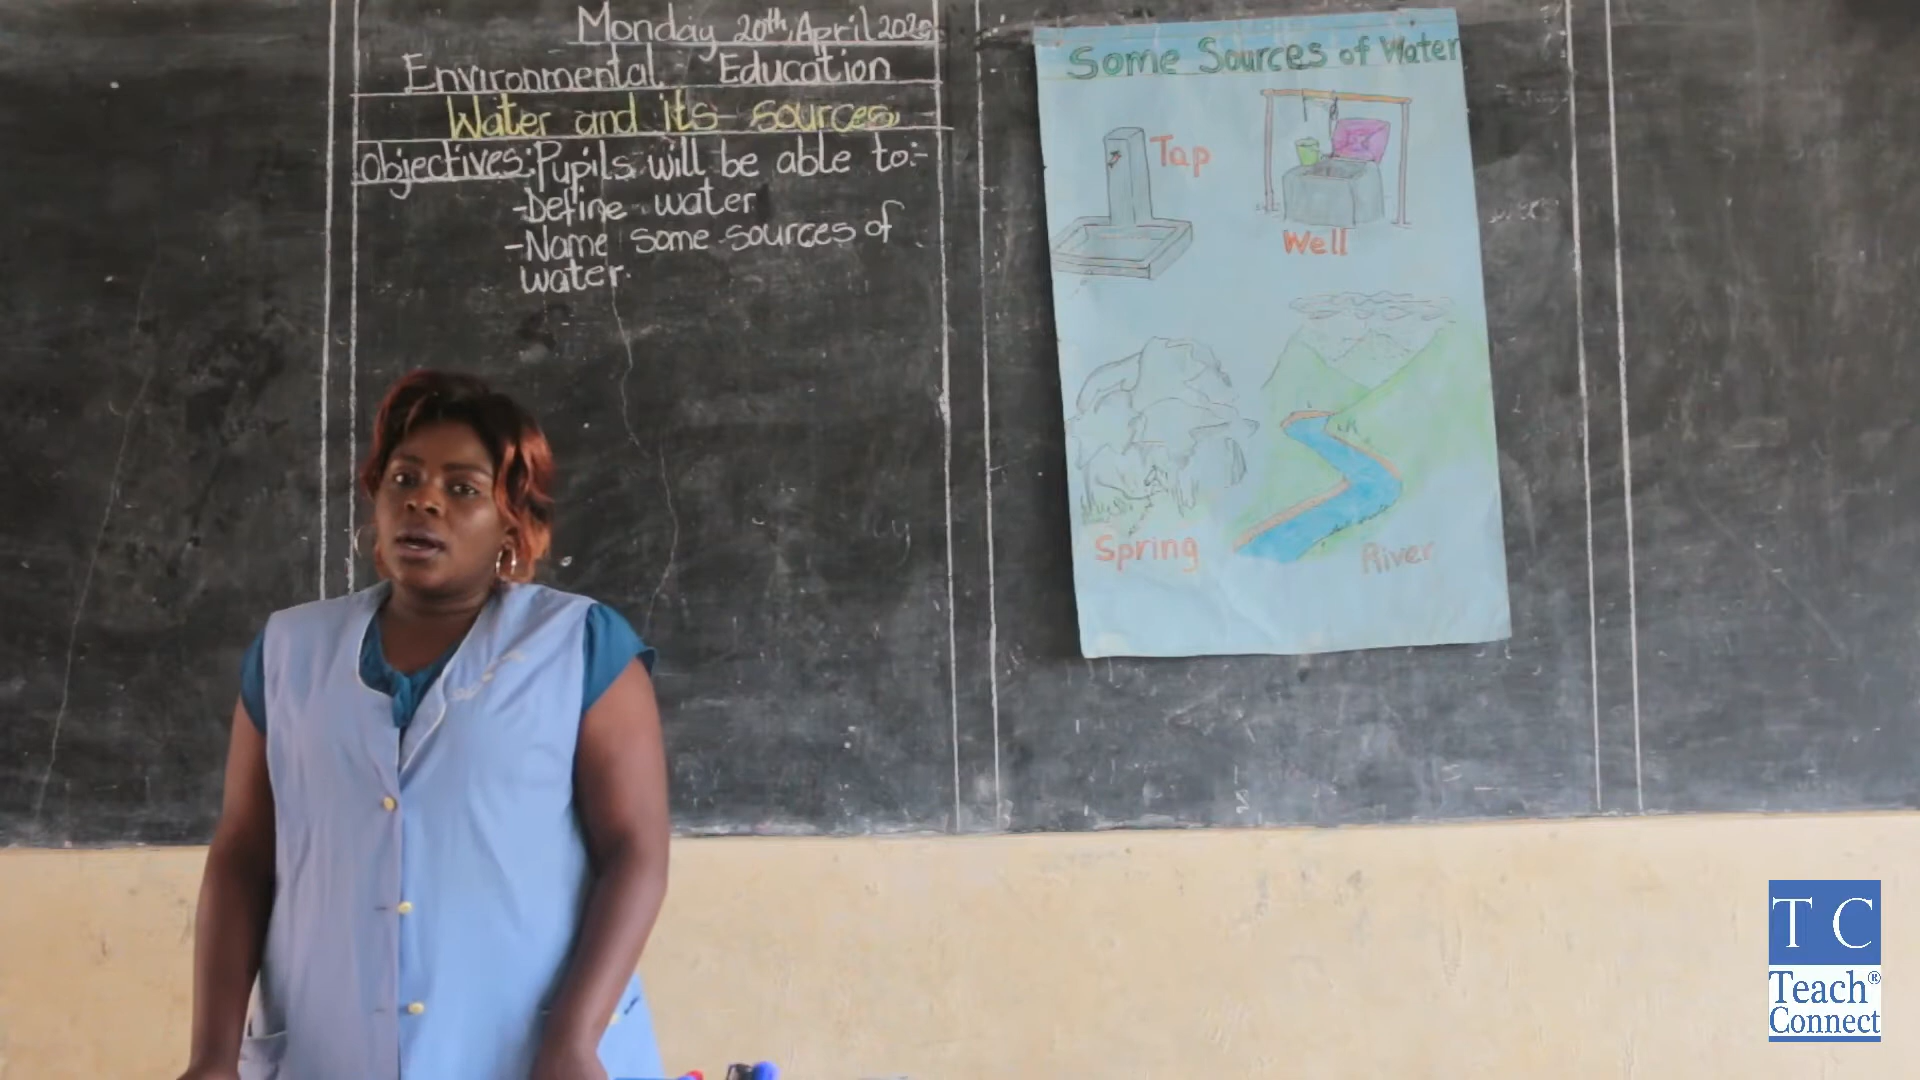 Monday 20th, April 2020
Environmental Education
Water and its sources
Objectives: Pupils will be able to:-
-Define water
-Name some sources of
water.
Some Sources of Water
Tap
Well
Spring
River
T C
Teach®
Connect